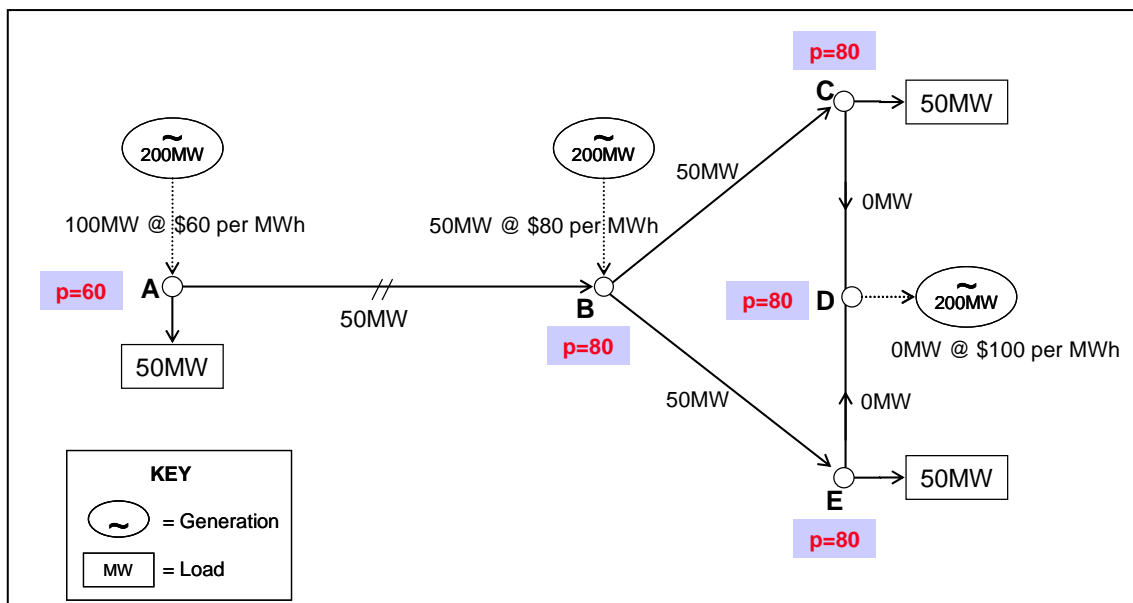 p=80
C
50MW
~
200MW
~
200MW
50MW
0MW
100MW @ $60 per MWh
50MW @ $80 per MWh
p=60
A
50MW
B
p=80
p=80
D
~
200MW
0MW @ $100 per MWh
50MW
50MW
0MW
KEY
~
= Generation
MW
= Load
E
50MW
p=80